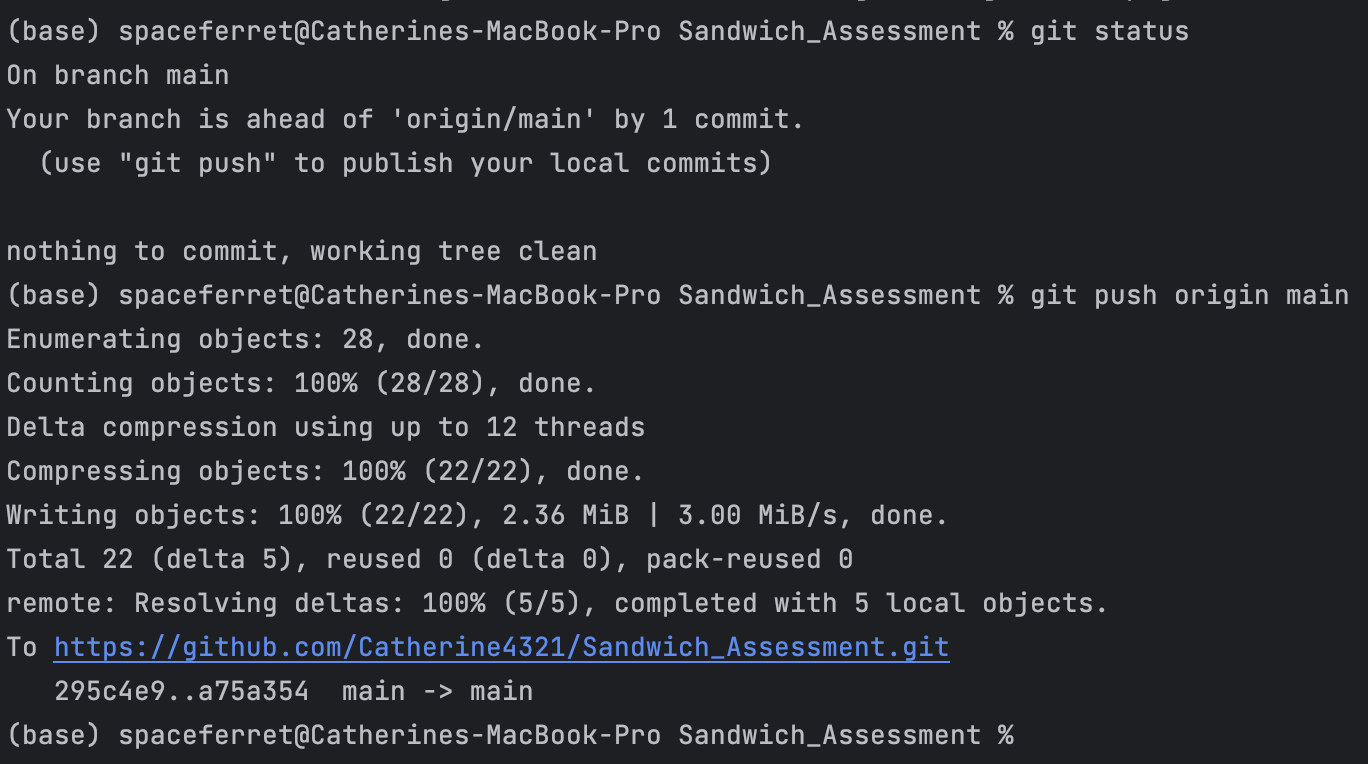 (base) spaceferret@Catherines-MacBook-Pro Sandwich_Assessment % git status
On branch main
Your branch is ahead of 'origin/main' by 1 commit.
  (use "git push" to publish your local commits)

nothing to commit, working tree clean
(base) spaceferret@Catherines-MacBook-Pro Sandwich_Assessment % git push origin main
Enumerating objects: 28, done.
Counting objects: 100% (28/28), done.
Delta compression using up to 12 threads
Compressing objects: 100% (22/22), done.
Writing objects: 100% (22/22), 2.36 MiB | 3.00 MiB/s, done.
Total 22 (delta 5), reused 0 (delta 0), pack-reused 0
remote: Resolving deltas: 100% (5/5), completed with 5 local objects.
To https://github.com/Catherine4321/Sandwich_Assessment.git
   295c4e9..a75a354  main -> main
(base) spaceferret@Catherines-MacBook-Pro Sandwich_Assessment %